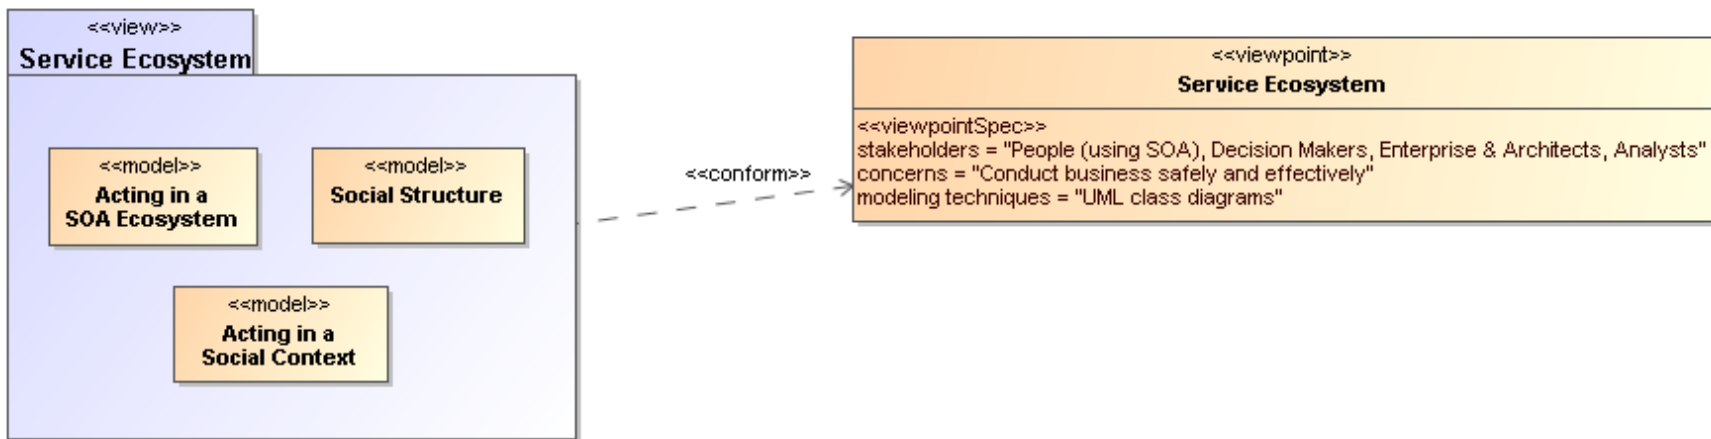 <<view>>
Service Ecosystem
<<model>>
Acting in a
SOA Ecosystem
<<model>>
Social Structure
<<model>>
Acting in a
Social Context
<<conform>>
<<viewpoint>>
Service Ecosystem
<<viewpointSpec>>
stakeholders = "People (using SOA), Decision Makers, Enterprise & Architects, Analysts"
concerns = "Conduct business safely and effectively"
modeling techniques = "UML class diagrams"